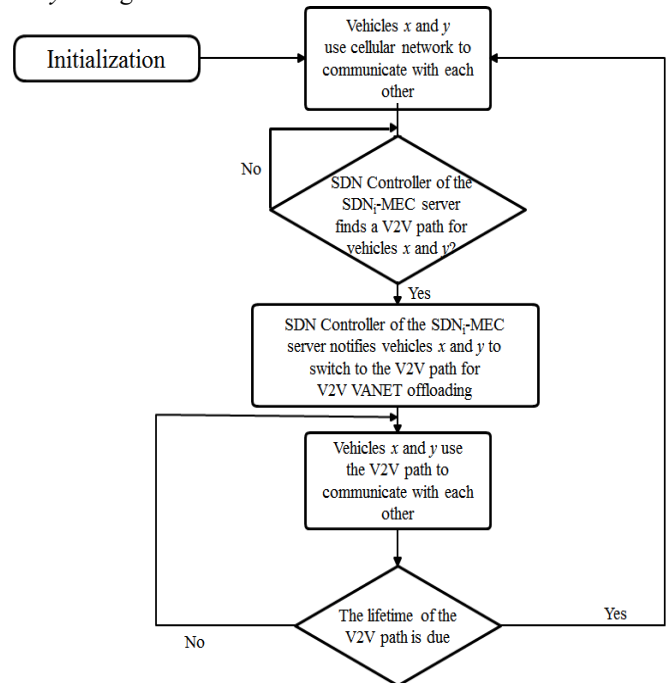 Vehicles x and y
use cellular network to
communicate with each
other
Initialization
No
SDN Controller of the
SDNi-MEC server
finds a V2V path for
vehicles x and y?
Yes
SDN Controller of the SDNi-MEC
server notifies vehicles x and y to
switch to the V2V path for
V2V VANET offloading
Vehicles x and y use
the V2V path to
communicate with each
other
The lifetime of the
V2V path is due
Yes
No